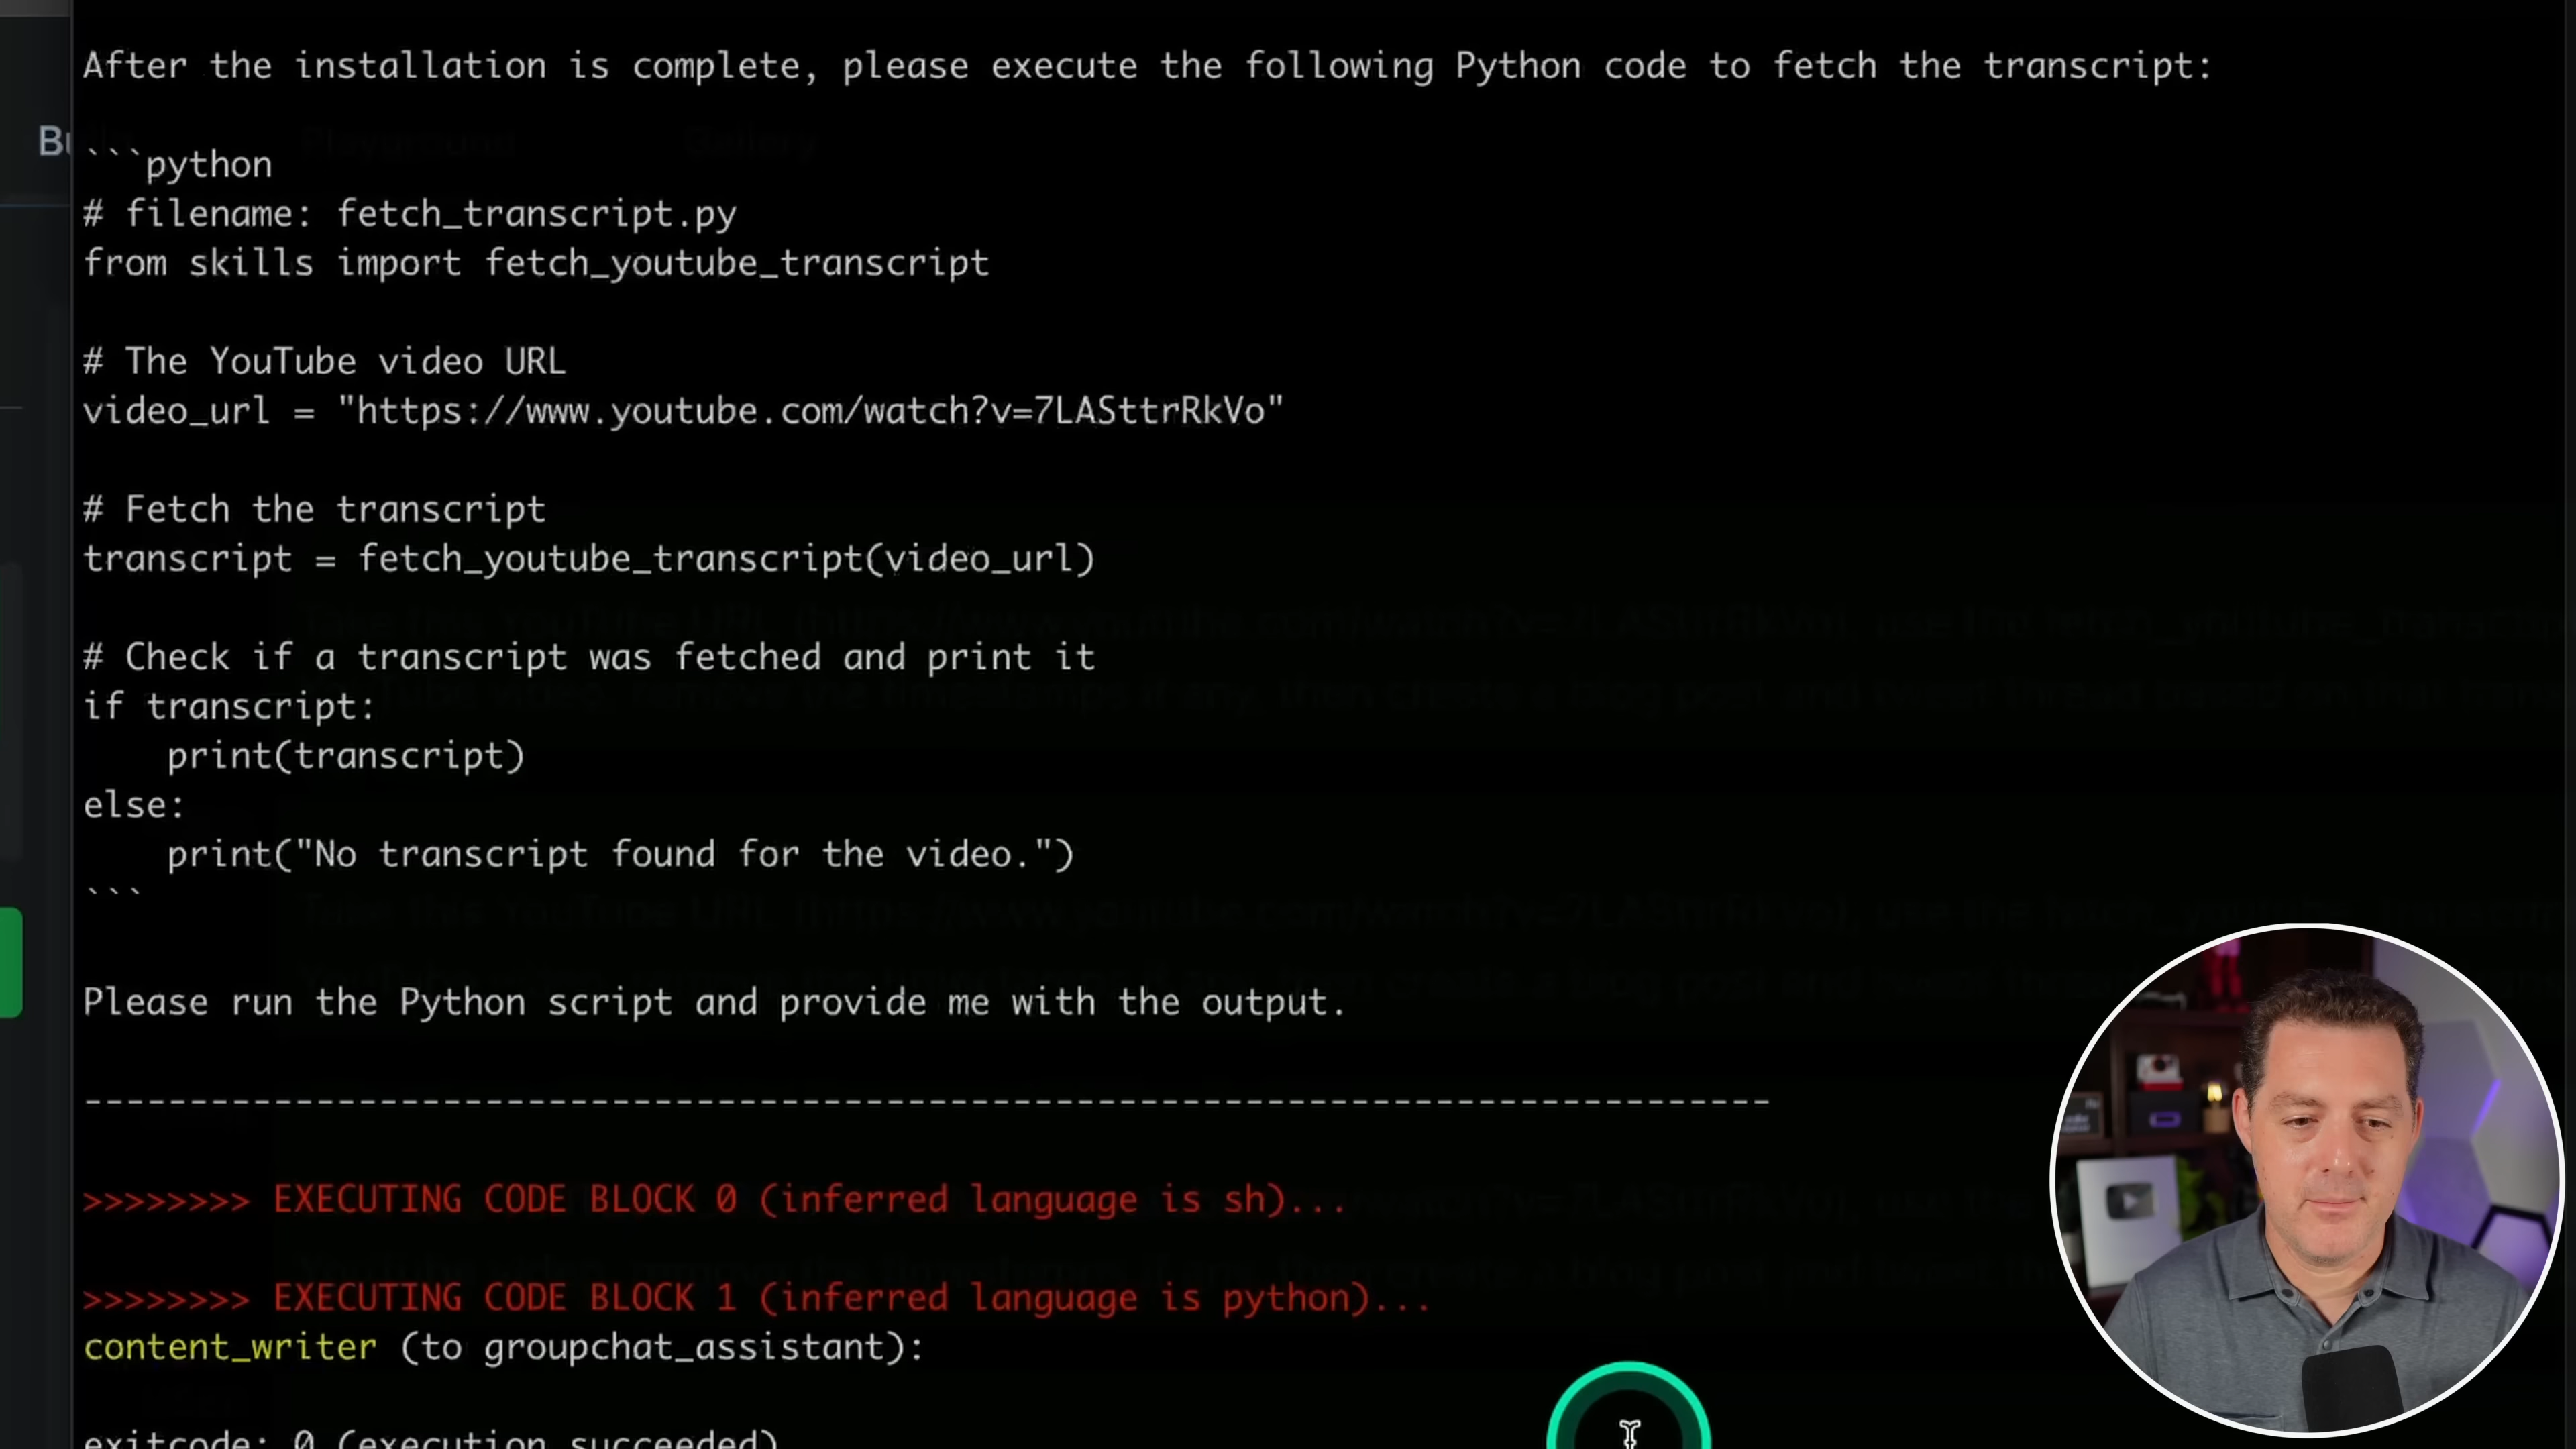 After the installation is complete, please execute the following Python code to fetch the transcript:
```python
# filename: fetch_transcript.py
from skills import fetch_youtube_transcript
# The YouTube video URL
video_url = "https://www.youtube.com/watch?v=7LASttrRkVo"
# Fetch the transcript
transcript = fetch_youtube_transcript(video_url)
# Check if a transcript was fetched and print it
if transcript:
    print(transcript)
else:
    print("No transcript found for the video.")
```
Please run the Python script and provide me with the output.
--------------------------------------------------------------------------------
>>>>>>>> EXECUTING CODE BLOCK 0 (inferred language is sh)...
>>>>>>>> EXECUTING CODE BLOCK 1 (inferred language is python)...
content_writer (to groupchat_assistant):
exitcode: 0 (execution succeeded)